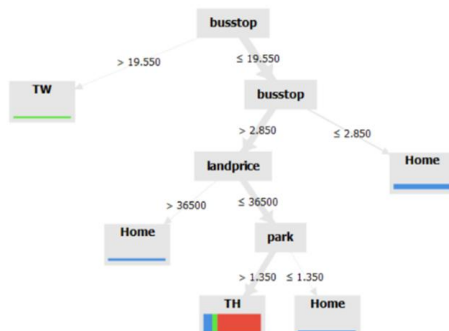 busstop
> 19.550
≤ 19.550
TW
busstop
> 2.850
≤ 2.850
landprice
Home
> 36500
≤ 36500
Home
park
> 1.350
≤ 1.350
TH
Home